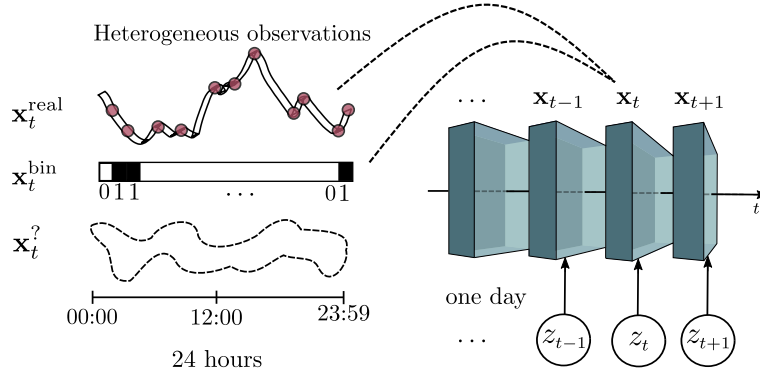 Heterogeneous observations
x_t^real
x_t^bin
0 1 1 1 ... 0 1
x_t^?
00:00 12:00 23:59
24 hours
... x_{t−1} x_t x_{t+1}
t
one day
... z_{t−1} z_t z_{t+1}